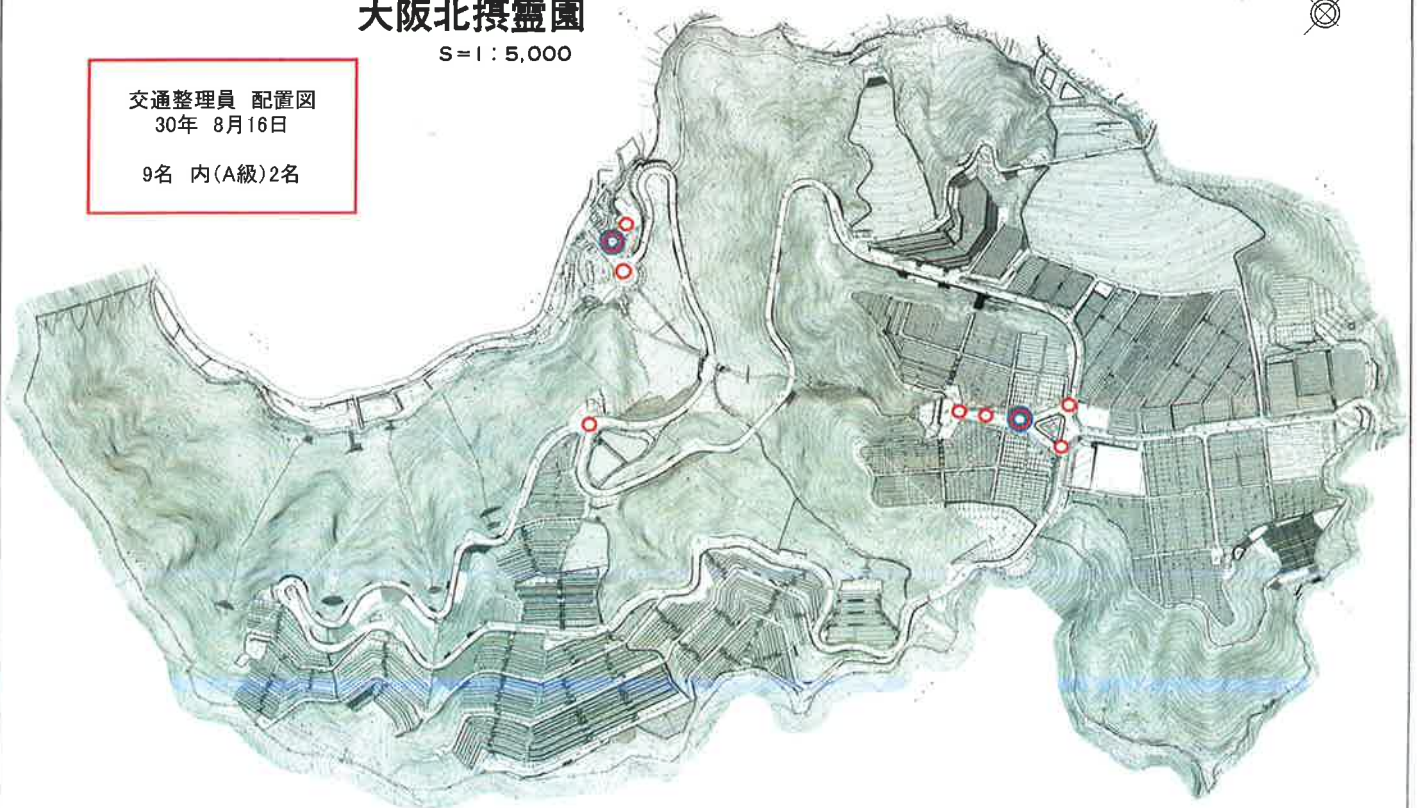 大阪北摂霊園
S=1:5,000
交通整理員 配置図
30年 8月16日
9名 内(A級)2名